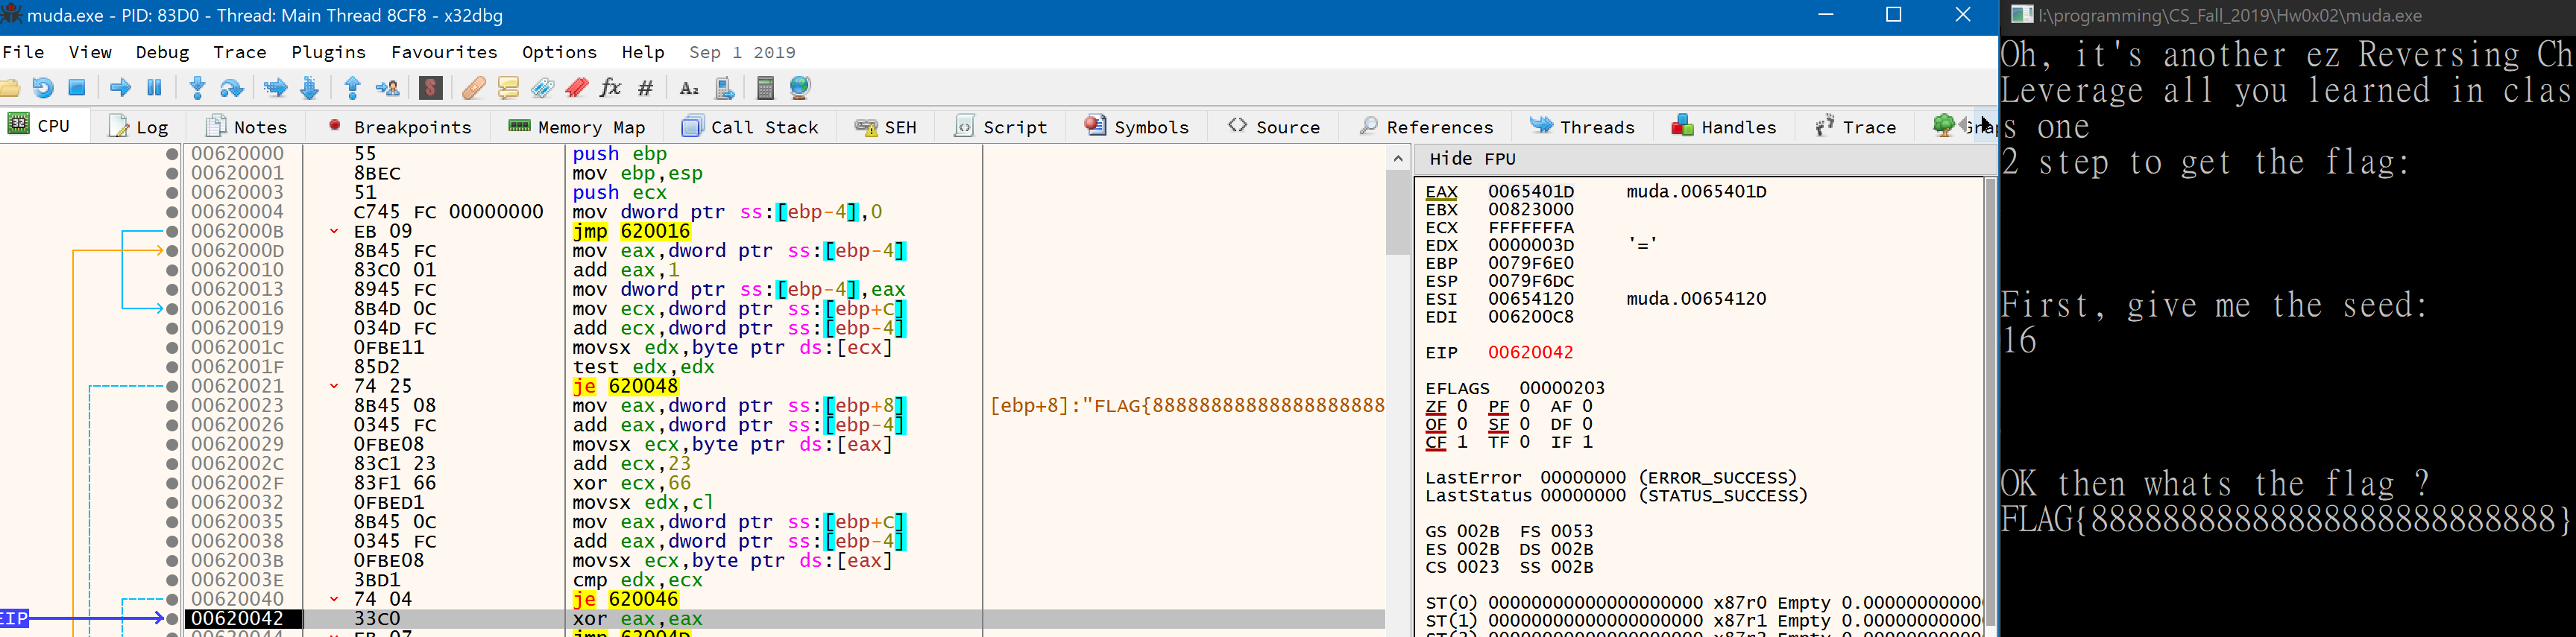 muda.exe - PID: 83D0 - Thread: Main Thread 8CF8 - x32dbg
File View Debug Trace Plugins Favourites Options Help Sep 1 2019
CPU Log Notes Breakpoints Memory Map Call Stack SEH Script Symbols Source References Threads Handles Trace
00620000 55 push ebp
00620001 8BEC mov ebp,esp
00620003 51 push ecx
00620004 C745 FC 00000000 mov dword ptr ss:[ebp-4],0
0062000B EB 09 jmp 620016
0062000D 8B45 FC mov eax,dword ptr ss:[ebp-4]
00620010 83C0 01 add eax,1
00620013 8945 FC mov dword ptr ss:[ebp-4],eax
00620016 8B4D 0C mov ecx,dword ptr ss:[ebp+C]
00620019 034D FC add ecx,dword ptr ss:[ebp-4]
0062001C 0FBE11 movsx edx,byte ptr ds:[ecx]
0062001F 85D2 test edx,edx
00620021 74 25 je 620048
00620023 8B45 08 mov eax,dword ptr ss:[ebp+8] [ebp+8]:"FLAG{88888888888888888888
00620026 0345 FC add eax,dword ptr ss:[ebp-4]
00620029 0FBE08 movsx ecx,byte ptr ds:[eax]
0062002C 83C1 23 add ecx,23
0062002F 83F1 66 xor ecx,66
00620032 0FBED1 movsx edx,cl
00620035 8B45 0C mov eax,dword ptr ss:[ebp+C]
00620038 0345 FC add eax,dword ptr ss:[ebp-4]
0062003B 0FBE08 movsx ecx,byte ptr ds:[eax]
0062003E 3BD1 cmp edx,ecx
00620040 74 04 je 620046
EIP 00620042 33C0 xor eax,eax
Hide FPU
EAX 0065401D muda.0065401D
EBX 00823000
ECX FFFFFFFA
EDX 0000003D '='
EBP 0079F6E0
ESP 0079F6DC
ESI 00654120 muda.00654120
EDI 006200C8
EIP 00620042
EFLAGS 00000203
ZF 0 PF 0 AF 0
OF 0 SF 0 DF 0
CF 1 TF 0 IF 1
LastError 00000000 (ERROR_SUCCESS)
LastStatus 00000000 (STATUS_SUCCESS)
GS 002B FS 0053
ES 002B DS 002B
CS 0023 SS 002B
ST(0) 00000000000000000000 x87r0 Empty 0.000000000000
ST(1) 00000000000000000000 x87r1 Empty 0.000000000000
I:\programming\CS_Fall_2019\Hw0x02\muda.exe
Oh, it's another ez Reversing Ch
Leverage all you learned in clas
s one
2 step to get the flag:
First, give me the seed:
16
OK then whats the flag ?
FLAG{88888888888888888888888888}